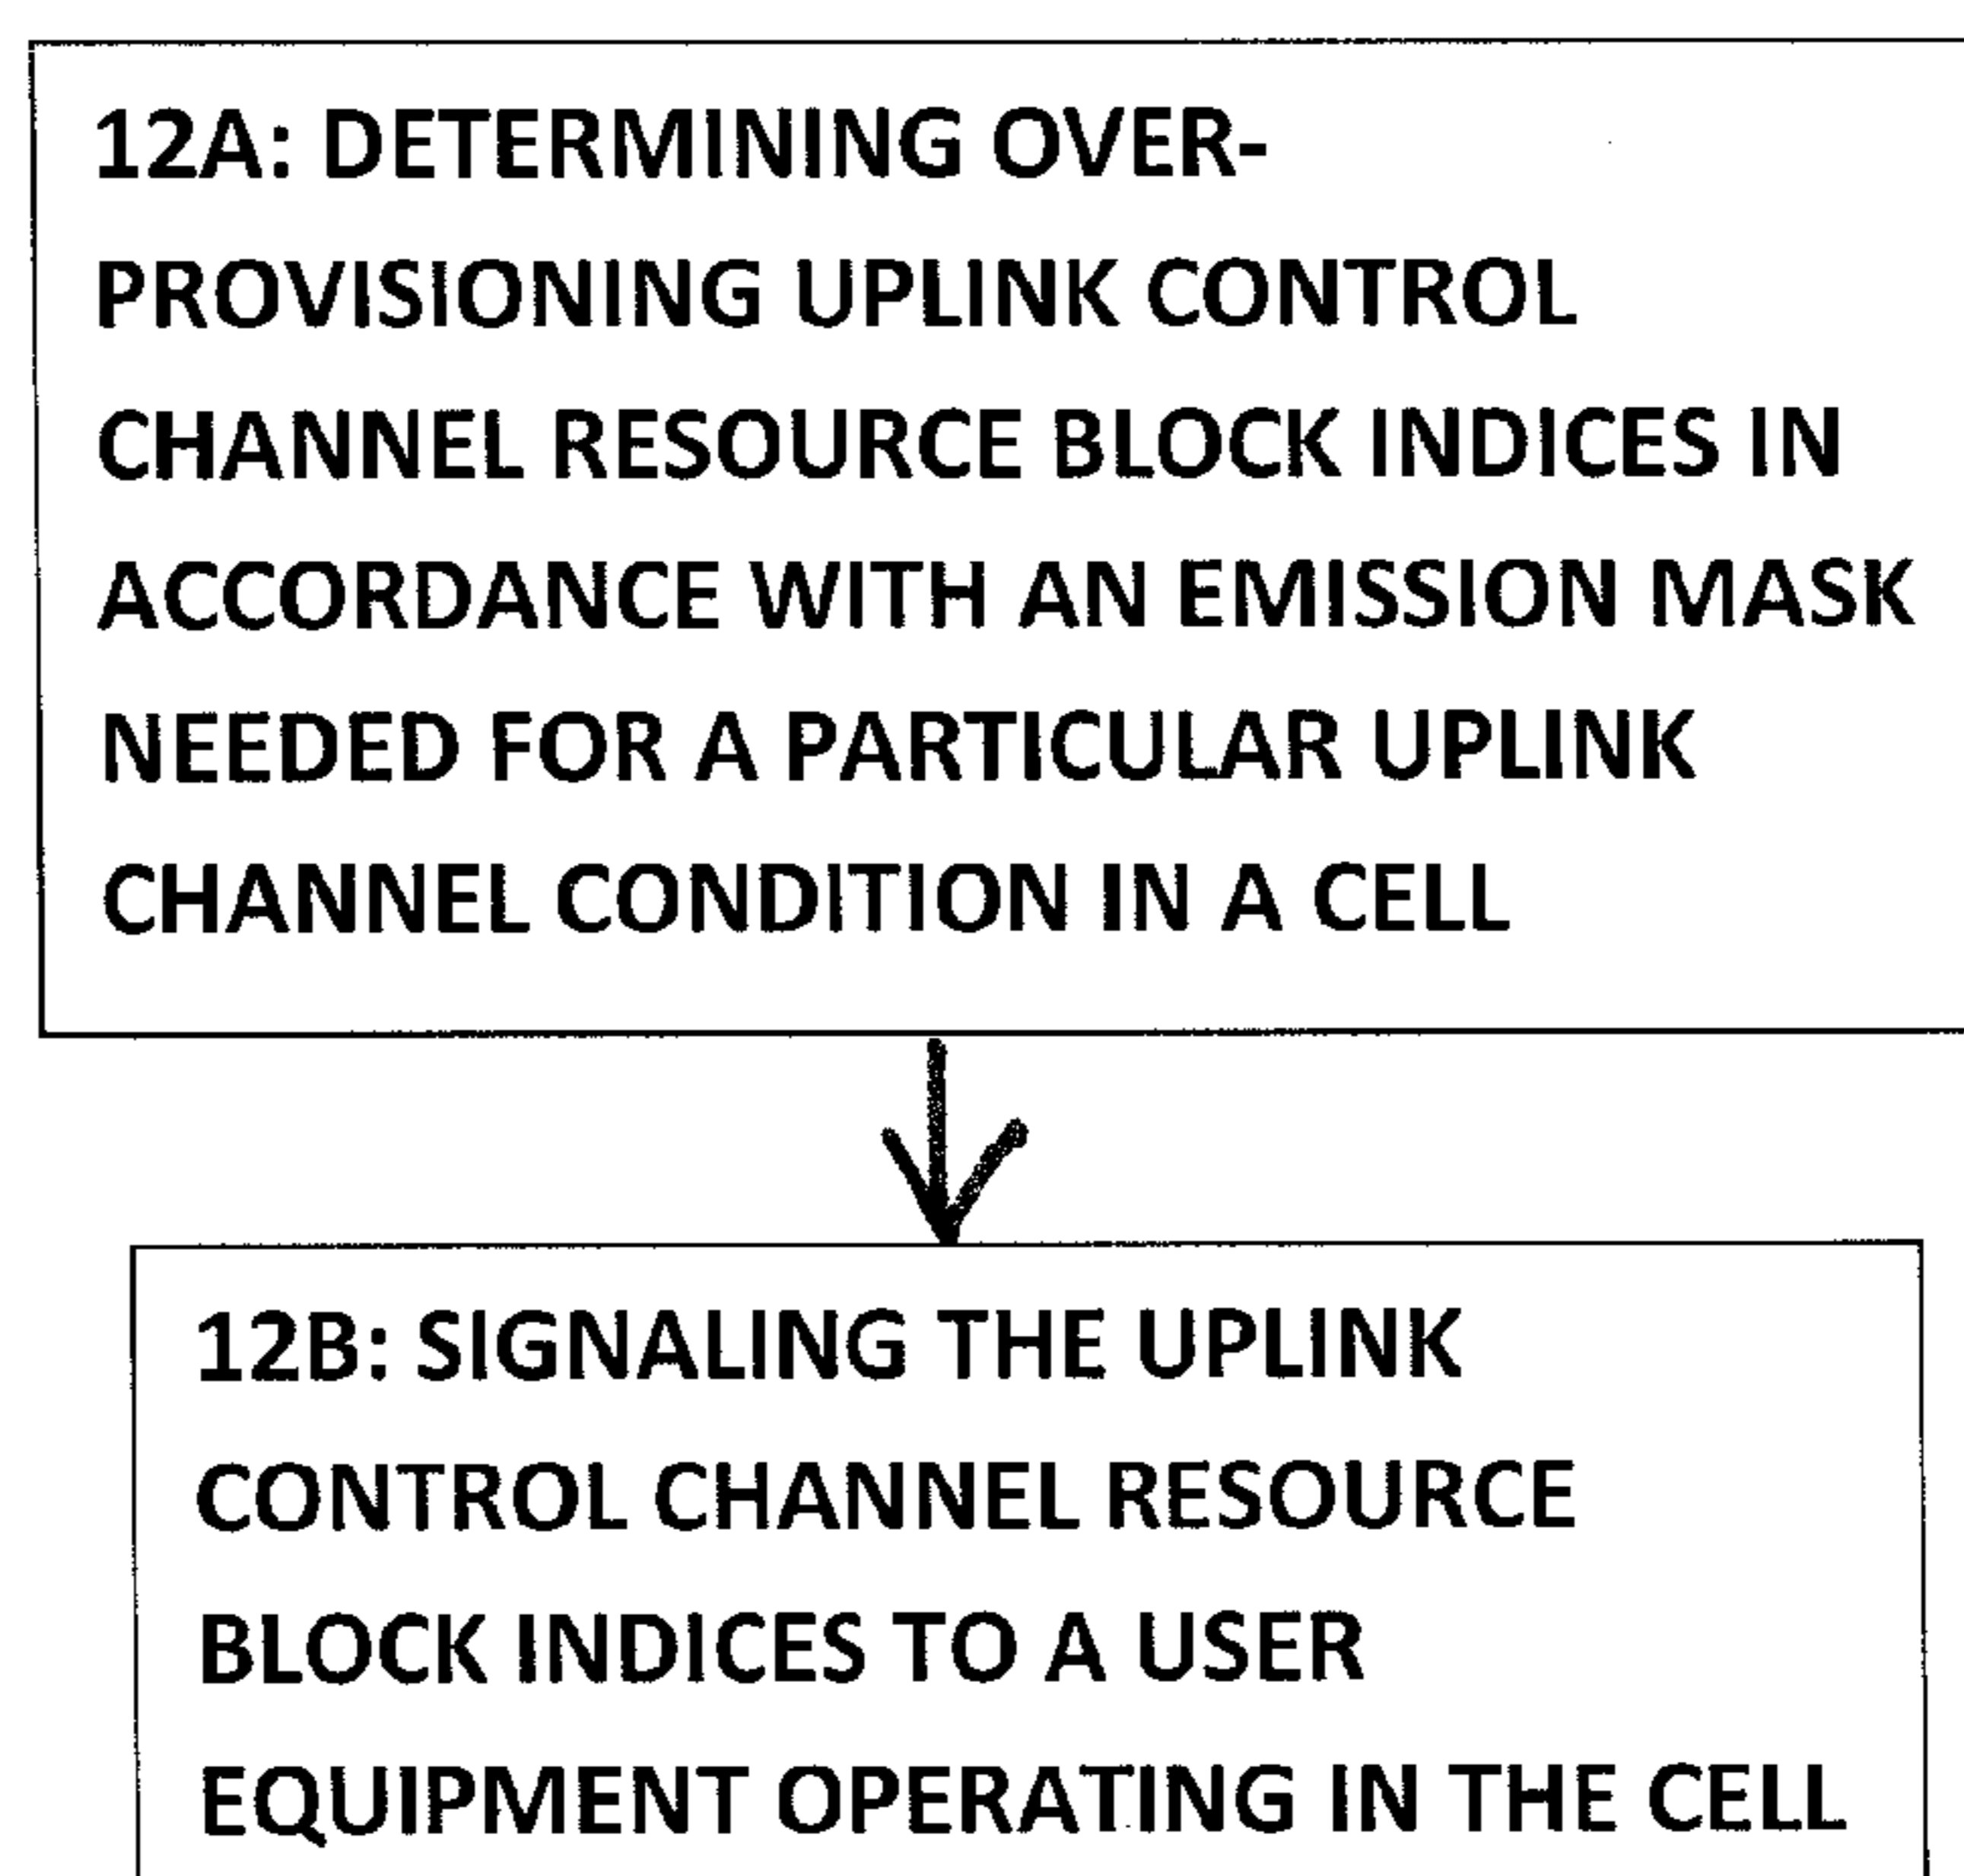 12A: DETERMINING OVER-
PROVISIONING UPLINK CONTROL
CHANNEL RESOURCE BLOCK INDICES IN
ACCORDANCE WITH AN EMISSION MASK
NEEDED FOR A PARTICULAR UPLINK
CHANNEL CONDITION IN A CELL
12B: SIGNALING THE UPLINK
CONTROL CHANNEL RESOURCE
BLOCK INDICES TO A USER
EQUIPMENT OPERATING IN THE CELL